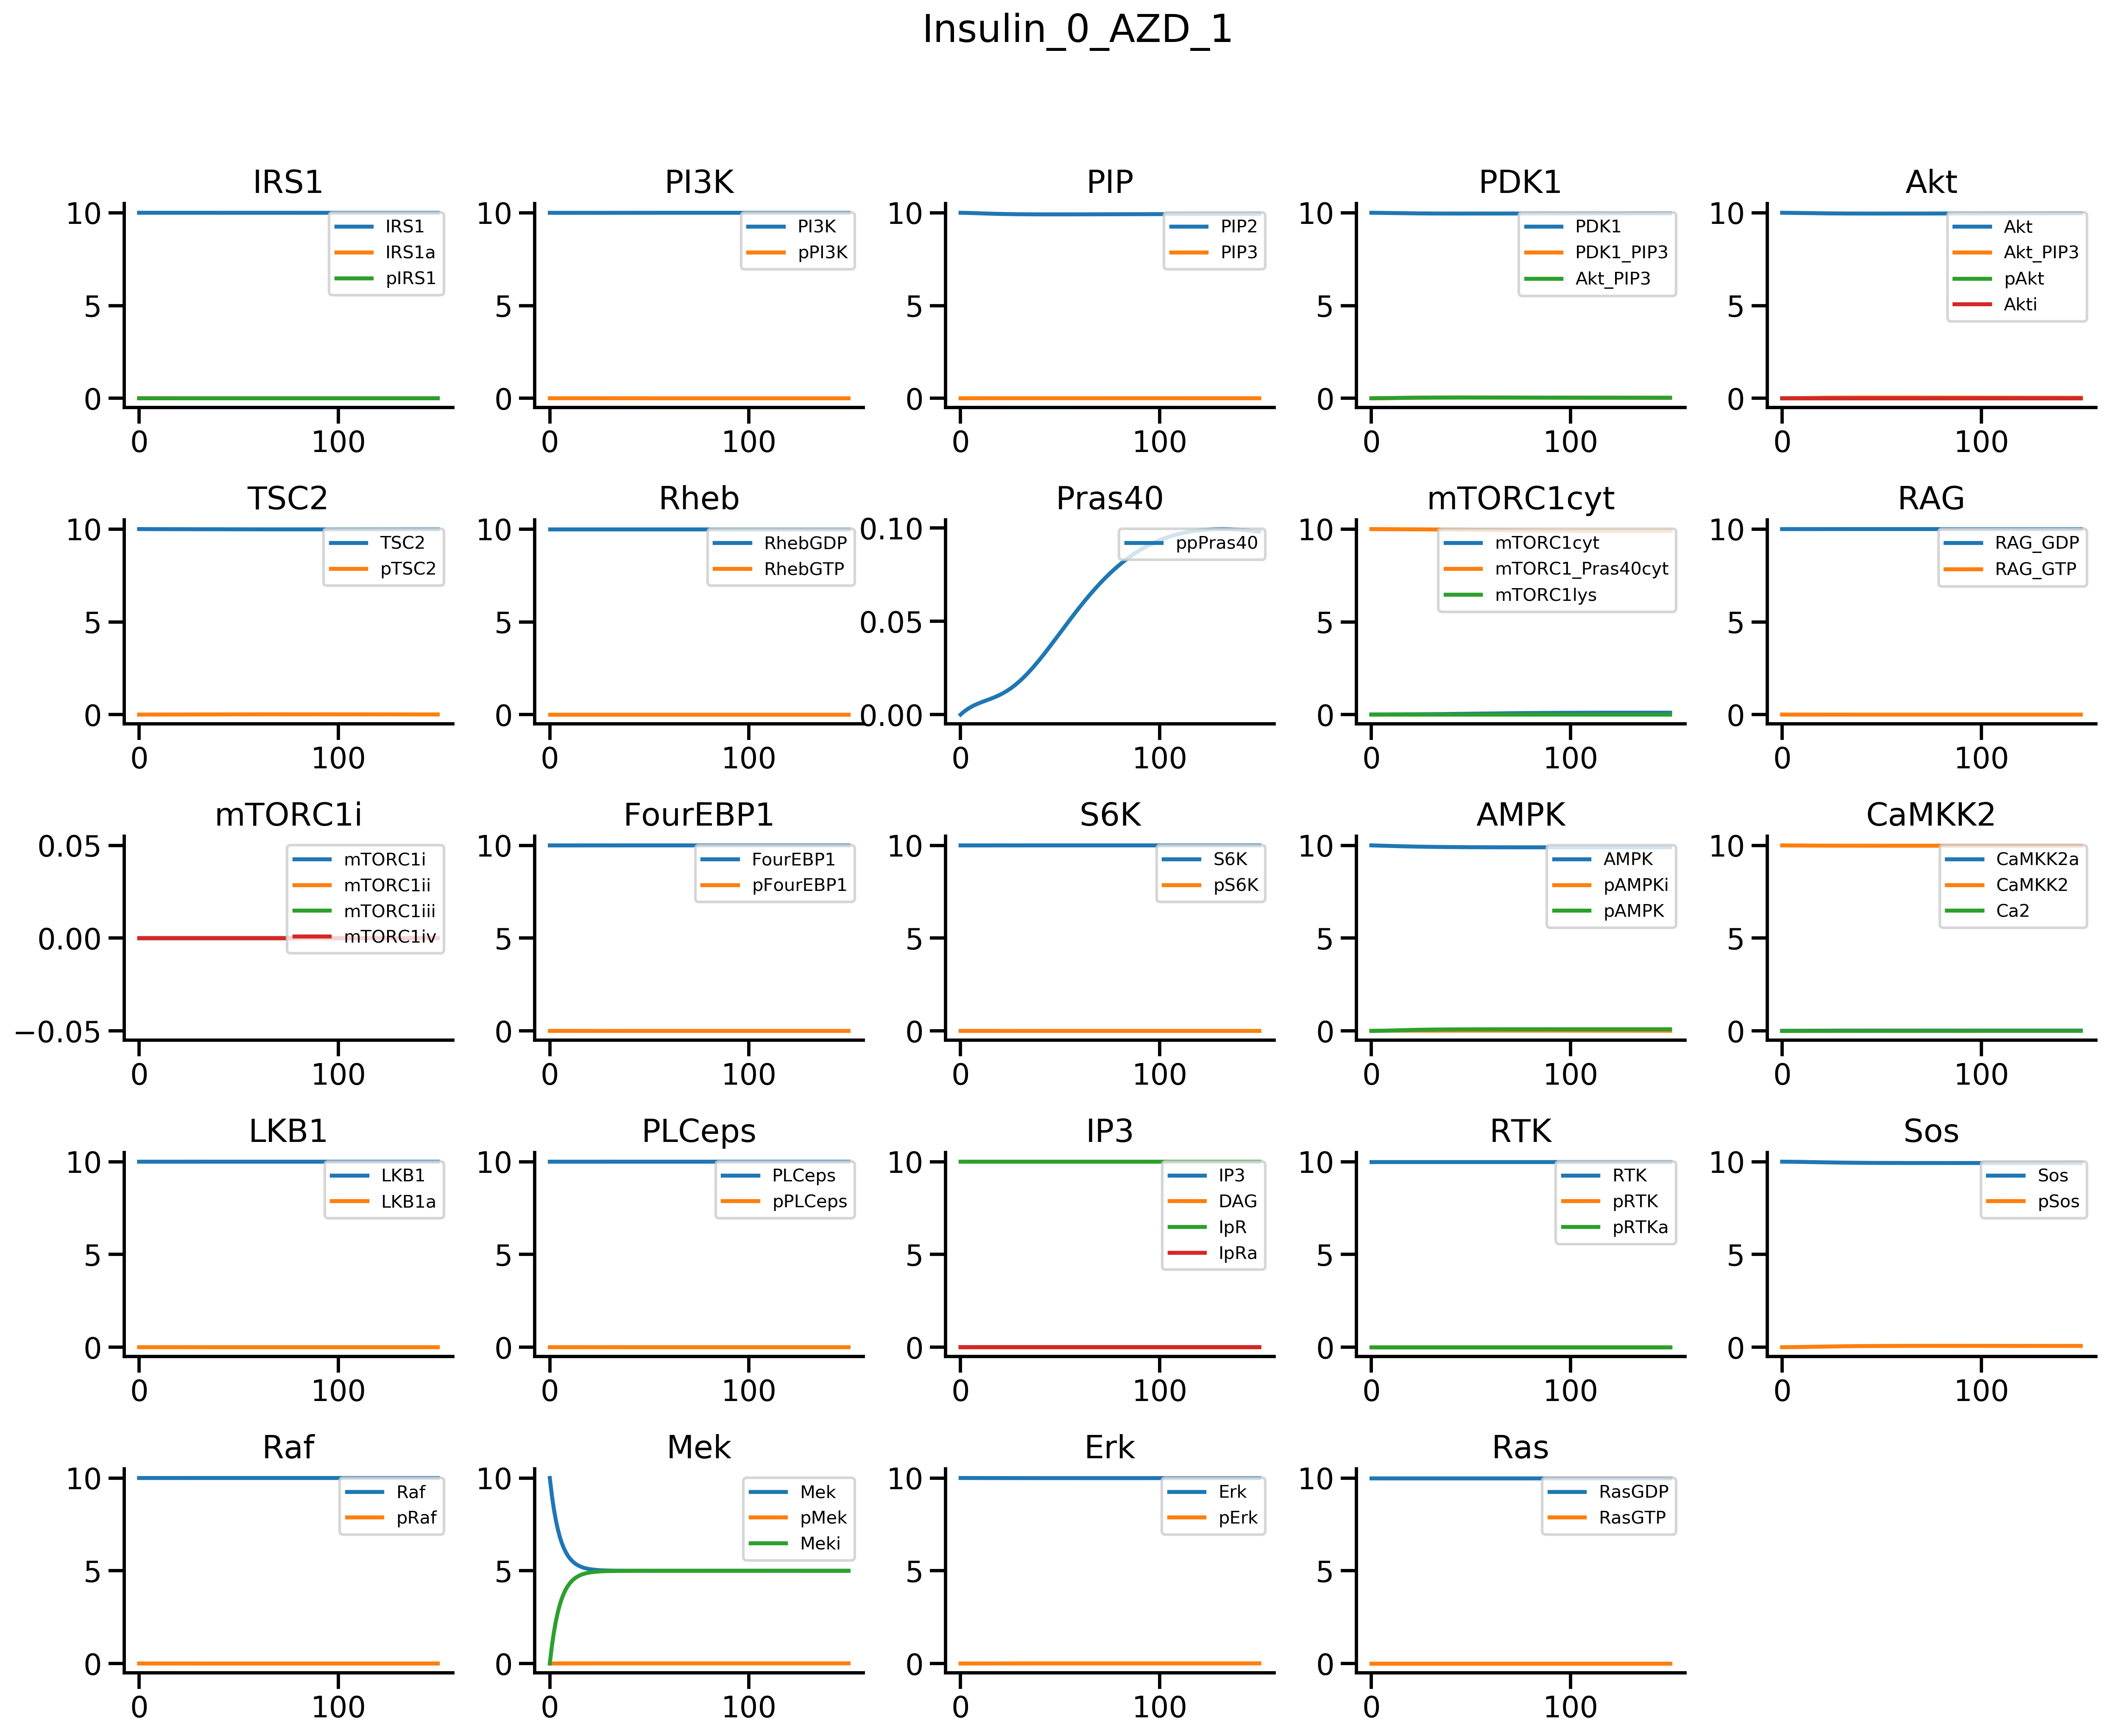 Insulin_0_AZD_1
IRS1
10
5
0
0
100
IRS1
IRS1a
pIRS1
PI3K
10
5
0
0
100
PI3K
pPI3K
PIP
10
5
0
0
100
PIP2
PIP3
PDK1
10
5
0
0
100
PDK1
PDK1_PIP3
Akt_PIP3
Akt
10
5
0
0
100
Akt
Akt_PIP3
pAkt
Akti
TSC2
10
5
0
0
100
TSC2
pTSC2
Rheb
10
5
0
0
100
RhebGDP
RhebGTP
Pras40
0.10
0.05
0.00
0
100
ppPras40
mTORC1cyt
10
5
0
0
100
mTORC1cyt
mTORC1_Pras40cyt
mTORC1lys
RAG
10
5
0
0
100
RAG_GDP
RAG_GTP
mTORC1i
0.05
0.00
−0.05
0
100
mTORC1i
mTORC1ii
mTORC1iii
mTORC1iv
FourEBP1
10
5
0
0
100
FourEBP1
pFourEBP1
S6K
10
5
0
0
100
S6K
pS6K
AMPK
10
5
0
0
100
AMPK
pAMPKi
pAMPK
CaMKK2
10
5
0
0
100
CaMKK2a
CaMKK2
Ca2
LKB1
10
5
0
0
100
LKB1
LKB1a
PLCeps
10
5
0
0
100
PLCeps
pPLCeps
IP3
10
5
0
0
100
IP3
DAG
IpR
IpRa
RTK
10
5
0
0
100
RTK
pRTK
pRTKa
Sos
10
5
0
0
100
Sos
pSos
Raf
10
5
0
0
100
Raf
pRaf
Mek
10
5
0
0
100
Mek
pMek
Meki
Erk
10
5
0
0
100
Erk
pErk
Ras
10
5
0
0
100
RasGDP
RasGTP